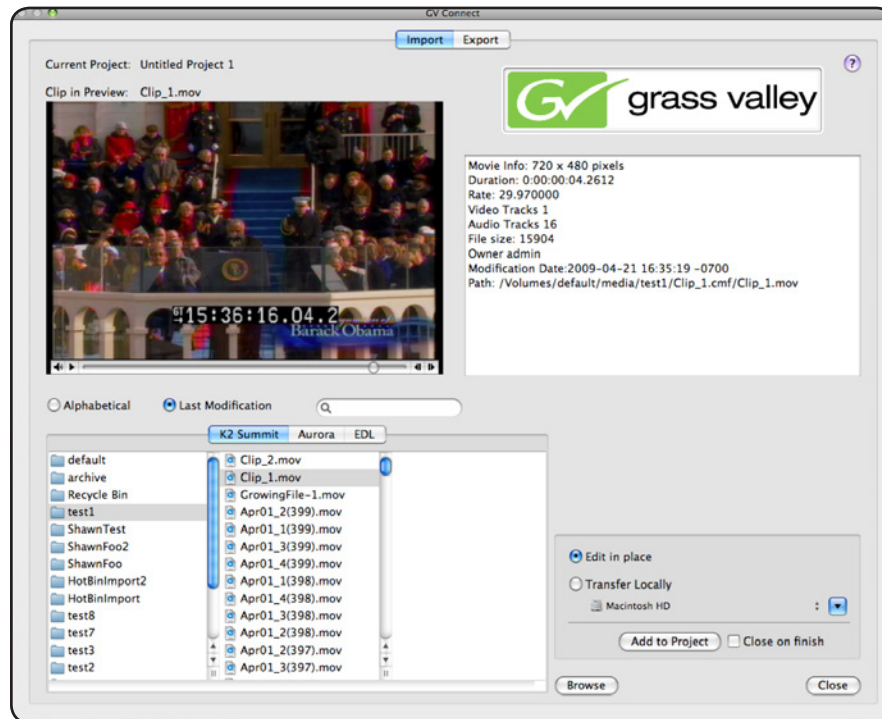 GV Connect
Import Export
Current Project: Untitled Project 1
Clip in Preview: Clip_1.mov
GV grass valley
?
15:36:16.04.2
Barack Obama
Movie Info: 720 x 480 pixels
Duration: 0:00:00:04.2612
Rate: 29.970000
Video Tracks 1
Audio Tracks 16
File size: 15904
Owner admin
Modification Date:2009-04-21 16:35:19 -0700
Path: /Volumes/default/media/test1/Clip_1.cmf/Clip_1.mov
Alphabetical Last Modification
K2 Summit Aurora EDL
default
archive
Recycle Bin
test1
ShawnTest
ShawnFoo2
ShawnFoo
HotBinImport2
HotBinImport
test8
test7
test3
test2
Clip_2.mov
Clip_1.mov
GrowingFile-1.mov
Apr01_2(399).mov
Apr01_1(399).mov
Apr01_3(399).mov
Apr01_4(399).mov
Apr01_1(398).mov
Apr01_4(398).mov
Apr01_3(398).mov
Apr01_2(398).mov
Apr01_2(397).mov
Apr01_3(397).mov
Edit in place
Transfer Locally
Macintosh HD
Add to Project Close on finish
Browse
Close